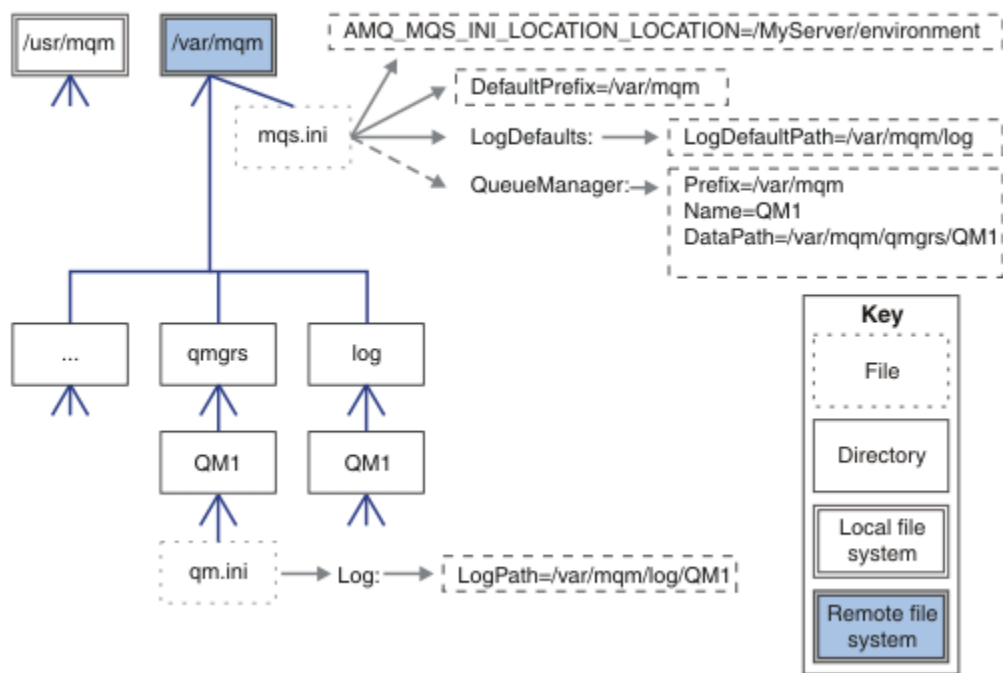 /usr/mqm
/var/mqm
AMQ_MQS_INI_LOCATION_LOCATION=/MyServer/environment
DefaultPrefix=/var/mqm
mqs.ini
LogDefaults:
LogDefaultPath=/var/mqm/log
QueueManager:
Prefix=/var/mqm
Name=QM1
DataPath=/var/mqm/qmgrs/QM1
...
qmgrs
log
QM1
QM1
qm.ini
Log:
LogPath=/var/mqm/log/QM1
Key
File
Directory
Local file
system
Remote file
system